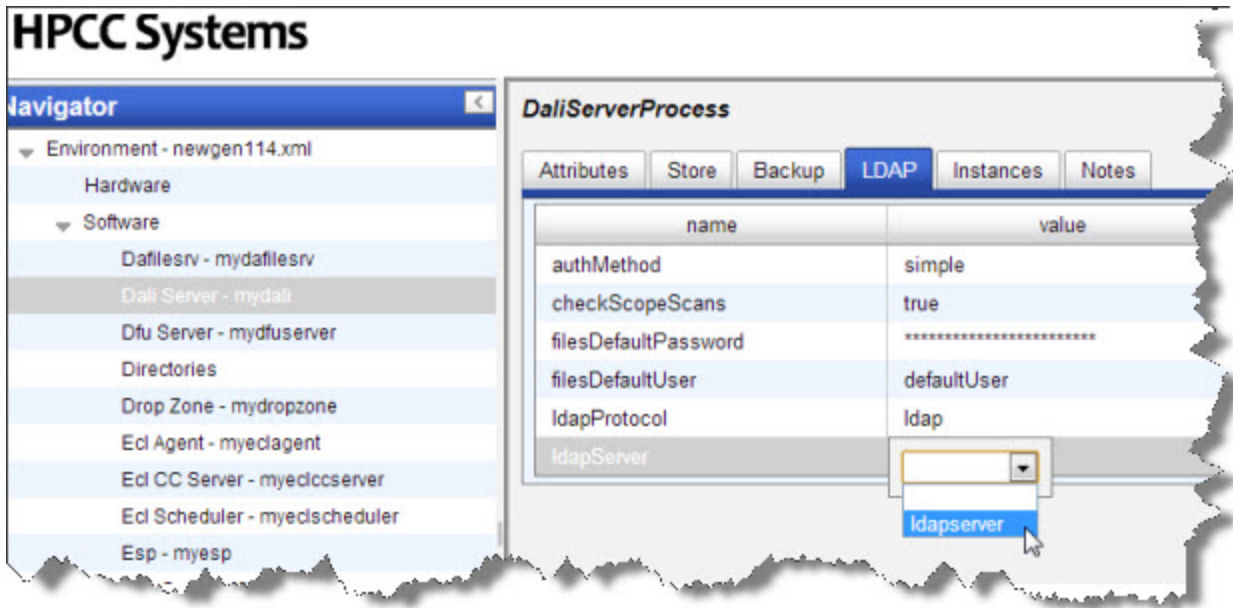 HPCC Systems
Navigator
Environment - newgen114.xml
Hardware
Software
Dafilesrv - mydafilesrv
Dali Server - mydali
Dfu Server - mydfuserver
Directories
Drop Zone - mydropzone
Ecl Agent - myeclagent
Ecl CC Server - myeclccserver
Ecl Scheduler - myeclscheduler
Esp - myesp
DaliServerProcess
Attributes Store Backup LDAP Instances Notes
name value
authMethod simple
checkScopeScans true
filesDefaultPassword ************************
filesDefaultUser defaultUser
ldapProtocol ldap
ldapServer
ldapserver